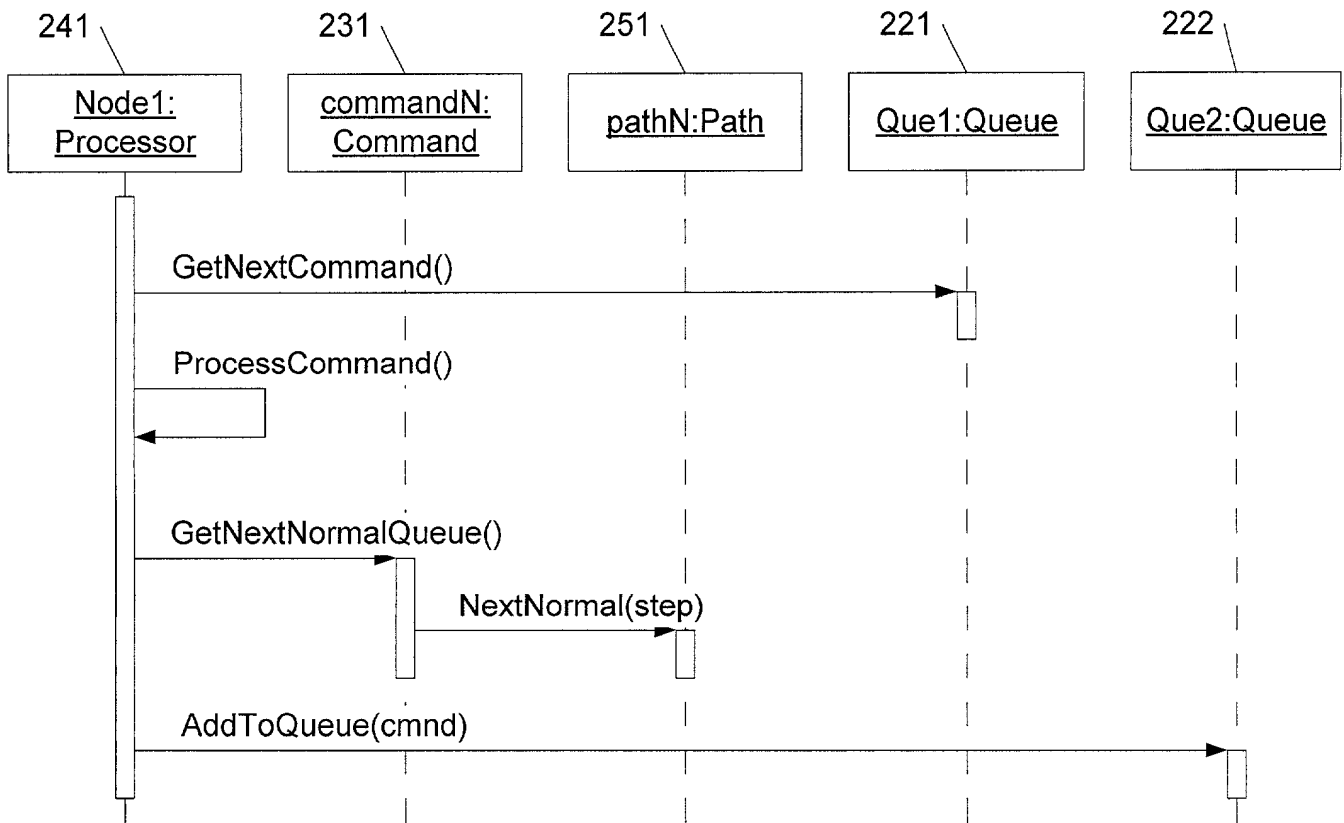 241
231
251
221
222
Node1:
Processor
commandN:
Command
pathN:Path
Que1:Queue
Que2:Queue
GetNextCommand()
ProcessCommand()
GetNextNormalQueue()
NextNormal(step)
AddToQueue(cmnd)